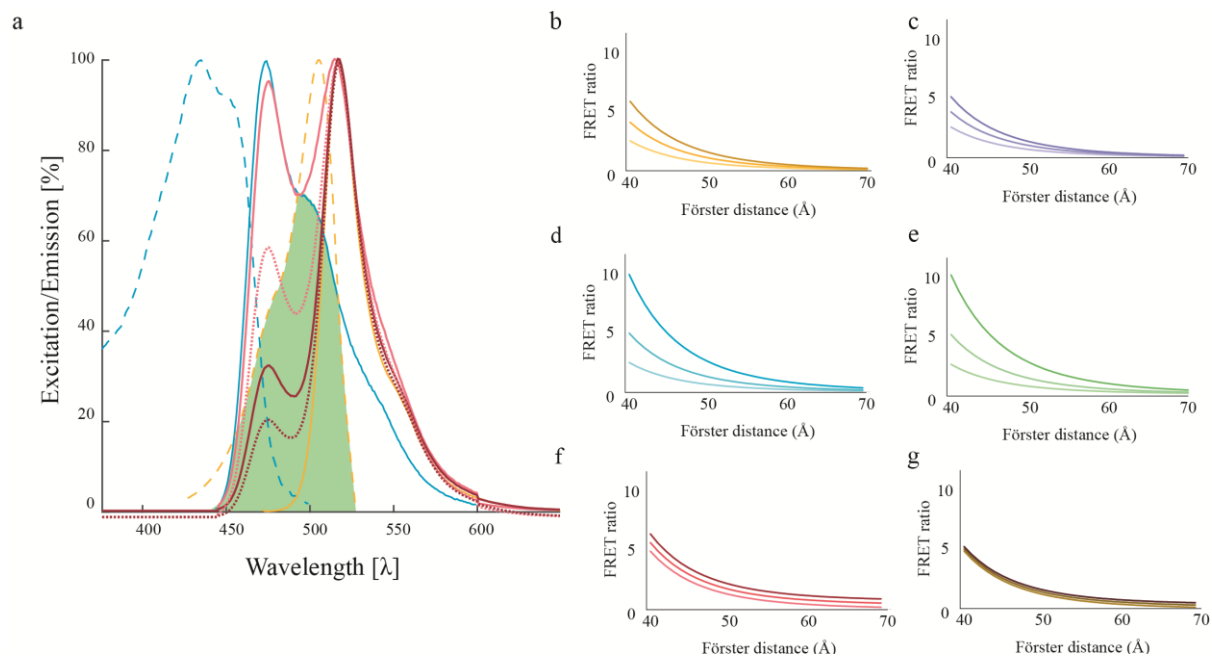 a
100
80
60
40
20
0
Excitation/Emission [%]
400
450
500
550
600
Wavelength [λ]
b
10
5
0
FRET ratio
40
50
60
70
Förster distance (Å)
c
10
5
0
FRET ratio
40
50
60
70
Förster distance (Å)
d
10
5
0
FRET ratio
40
50
60
70
Förster distance (Å)
e
10
5
0
FRET ratio
40
50
60
70
Förster distance (Å)
f
10
5
0
FRET ratio
40
50
60
70
Förster distance (Å)
g
10
5
0
FRET ratio
40
50
60
70
Förster distance (Å)